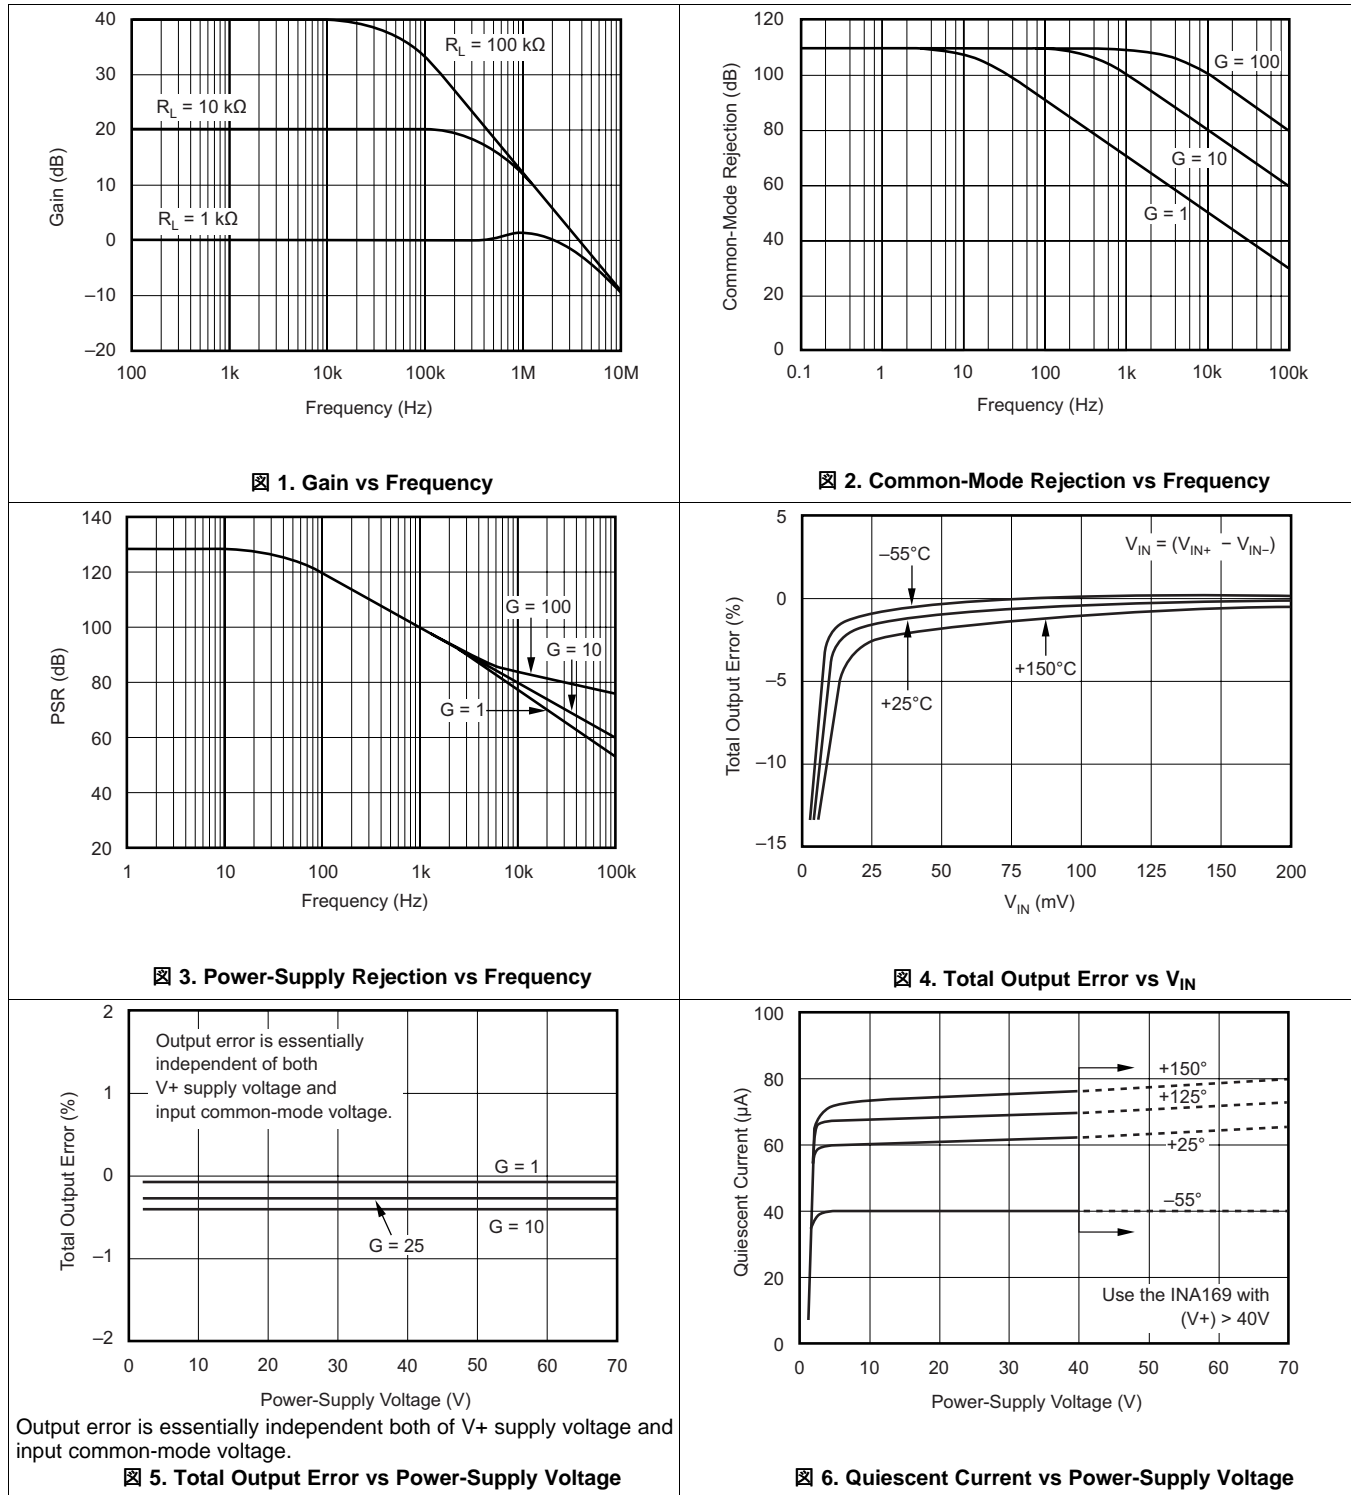 40
30
20
10
0
–10
–20
Gain (dB)
R_L = 100 kΩ
R_L = 10 kΩ
R_L = 1 kΩ
100 1k 10k 100k 1M 10M
Frequency (Hz)
図 1. Gain vs Frequency
120
100
80
60
40
20
0
Common-Mode Rejection (dB)
G = 100
G = 10
G = 1
0.1 1 10 100 1k 10k 100k
Frequency (Hz)
図 2. Common-Mode Rejection vs Frequency
140
120
100
80
60
40
20
PSR (dB)
G = 100
G = 10
G = 1
1 10 100 1k 10k 100k
Frequency (Hz)
図 3. Power-Supply Rejection vs Frequency
5
0
–5
–10
–15
Total Output Error (%)
V_IN = (V_IN+ − V_IN–)
–55°C
+150°C
+25°C
0 25 50 75 100 125 150 200
V_IN (mV)
図 4. Total Output Error vs V_IN
2
1
0
–1
–2
Total Output Error (%)
Output error is essentially
independent of both
V+ supply voltage and
input common-mode voltage.
G = 1
G = 10
G = 25
0 10 20 30 40 50 60 70
Power-Supply Voltage (V)
Output error is essentially independent both of V+ supply voltage and
input common-mode voltage.
図 5. Total Output Error vs Power-Supply Voltage
100
80
60
40
20
0
Quiescent Current (µA)
+150°
+125°
+25°
–55°
Use the INA169 with
(V+) > 40V
0 10 20 30 40 50 60 70
Power-Supply Voltage (V)
図 6. Quiescent Current vs Power-Supply Voltage